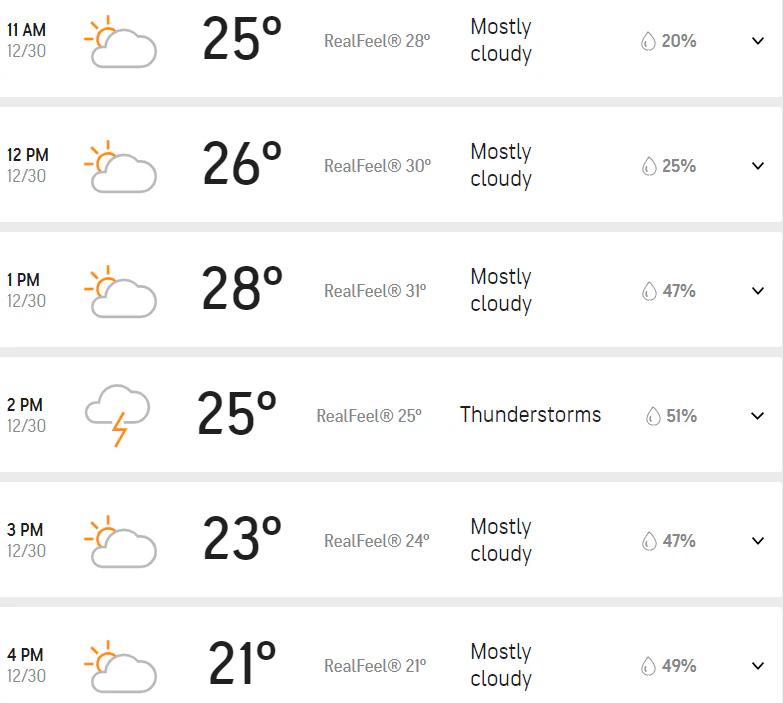 11 AM
12/30
25°
RealFeel® 28°
Mostly
cloudy
20%
12 PM
12/30
26°
RealFeel® 30°
Mostly
cloudy
25%
1 PM
12/30
28°
RealFeel® 31°
Mostly
cloudy
47%
2 PM
12/30
25°
RealFeel® 25°
Thunderstorms
51%
3 PM
12/30
23°
RealFeel® 24°
Mostly
cloudy
47%
4 PM
12/30
21°
RealFeel® 21°
Mostly
cloudy
49%